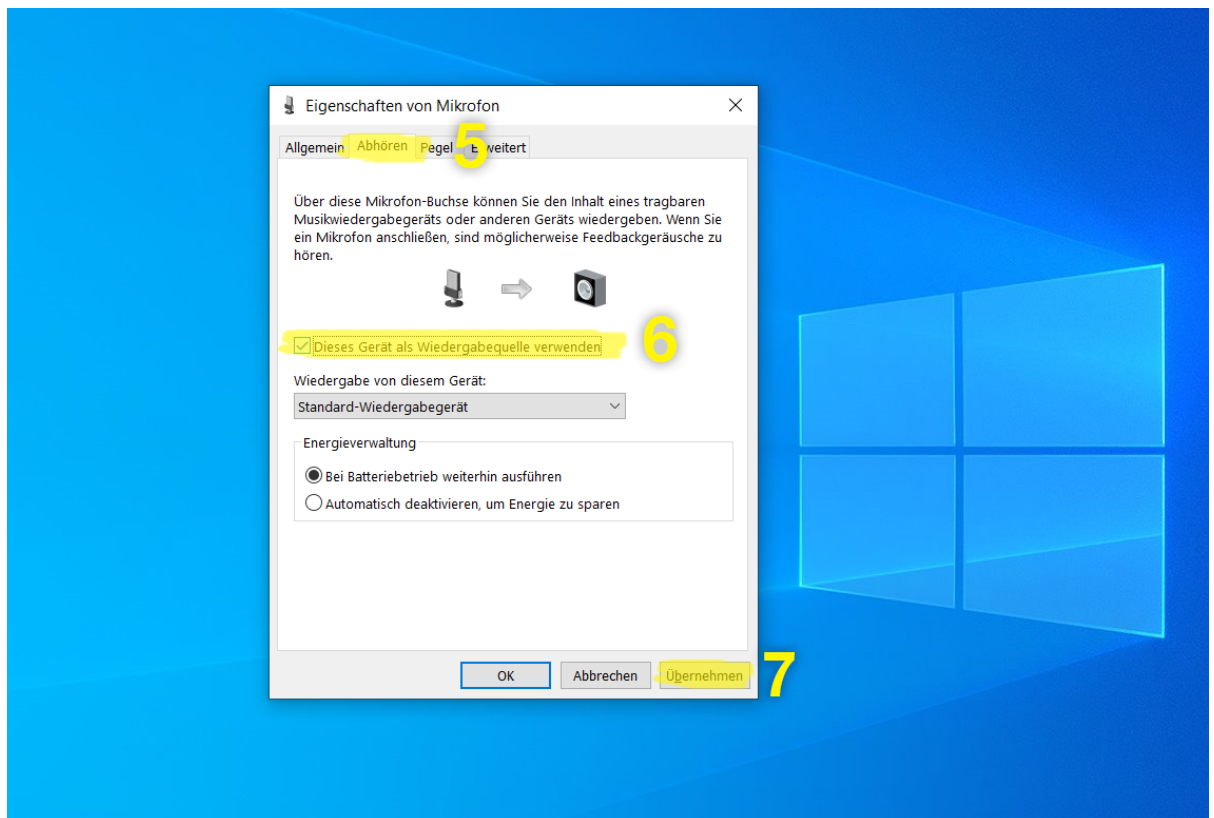 Eigenschaften von Mikrofon
5
Allgemein Abhören Pegel Erweitert
Über diese Mikrofon-Buchse können Sie den Inhalt eines tragbaren
Musikwiedergabegeräts oder anderen Geräts wiedergeben. Wenn Sie
ein Mikrofon anschließen, sind möglicherweise Feedbackgeräusche zu
hören.
Dieses Gerät als Wiedergabequelle verwenden 6
Wiedergabe von diesem Gerät:
Standard-Wiedergabegerät
Energieverwaltung
Bei Batteriebetrieb weiterhin ausführen
Automatisch deaktivieren, um Energie zu sparen
OK Abbrechen Übernehmen 7